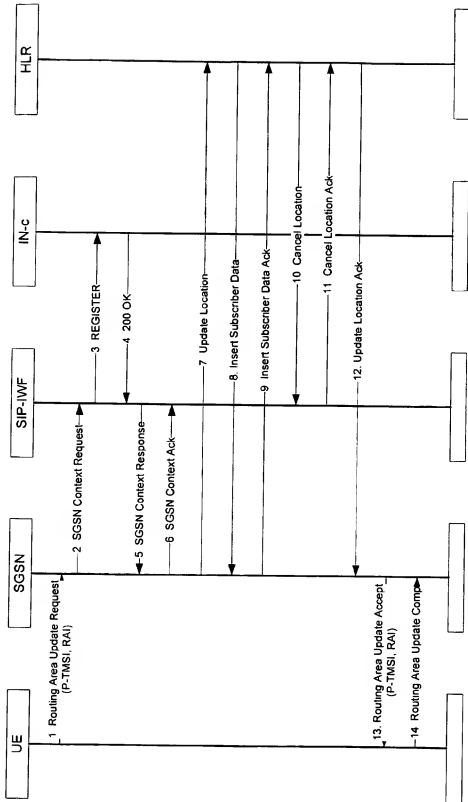 UE
SGSN
SIP-IWF
IN-c
HLR
1 Routing Area Update Request
(P-TMSI, RAI)
2 SGSN Context Request
3 REGISTER
4 200 OK
5 SGSN Context Response
6 SGSN Context Ack
7 Update Location
8. Insert Subscriber Data
9 Insert Subscriber Data Ack
10 Cancel Location
11 Cancel Location Ack
12. Update Location Ack
13. Routing Area Update Accept
(P-TMSI, RAI)
14 Routing Area Update Comp